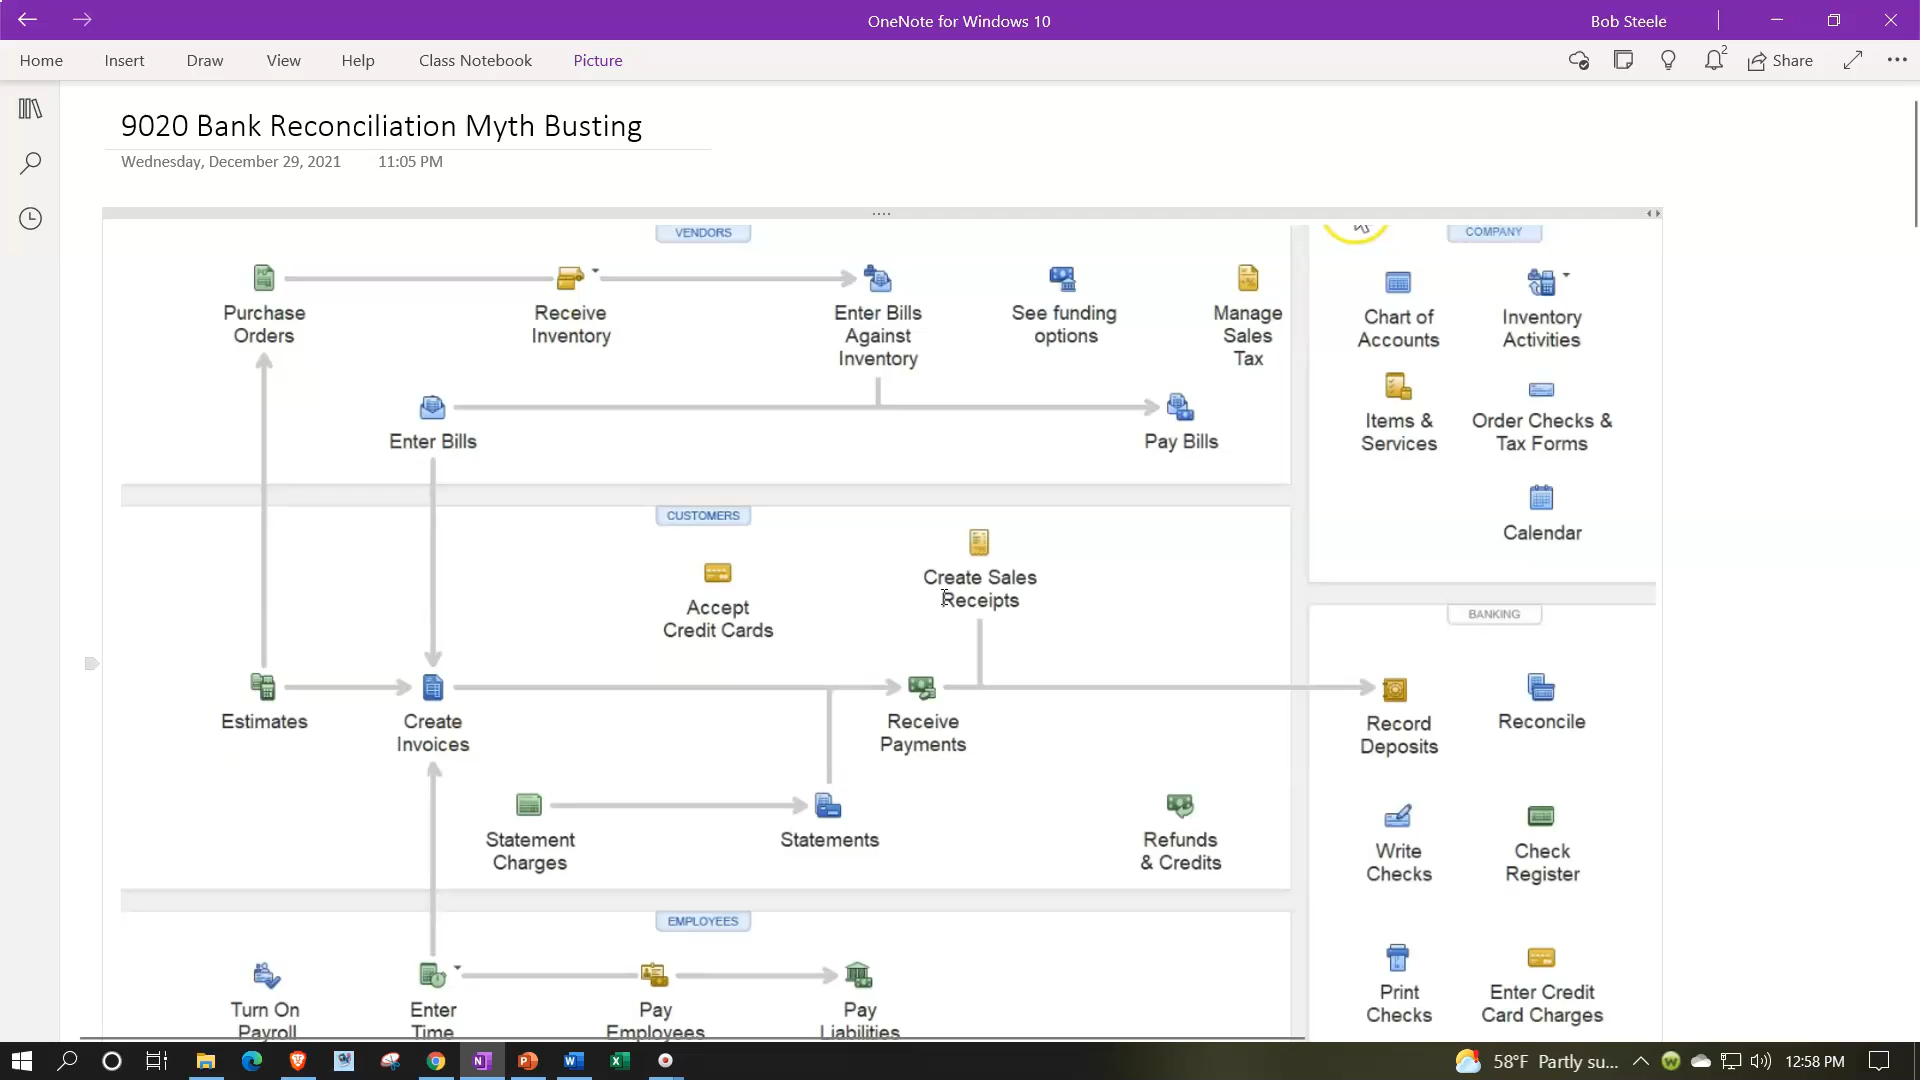 OneNote for Windows 10
Bob Steele
Home Insert Draw View Help Class Notebook Picture
2
Share
9020 Bank Reconciliation Myth Busting
Wednesday, December 29, 2021 11:05 PM
VENDORS
Purchase
Orders
Receive
Inventory
Enter Bills
Against
Inventory
See funding
options
Manage
Sales
Tax
Enter Bills
Pay Bills
COMPANY
Chart of
Accounts
Inventory
Activities
Items &
Services
Order Checks &
Tax Forms
Calendar
CUSTOMERS
Accept
Credit Cards
Create Sales
Receipts
Estimates
Create
Invoices
Receive
Payments
Statement
Charges
Statements
Refunds
& Credits
BANKING
Record
Deposits
Reconcile
Write
Checks
Check
Register
Print
Checks
Enter Credit
Card Charges
EMPLOYEES
Turn On
Payroll
Enter
Time
Pay
Employees
Pay
Liabilities
58°F Partly su...
12:58 PM